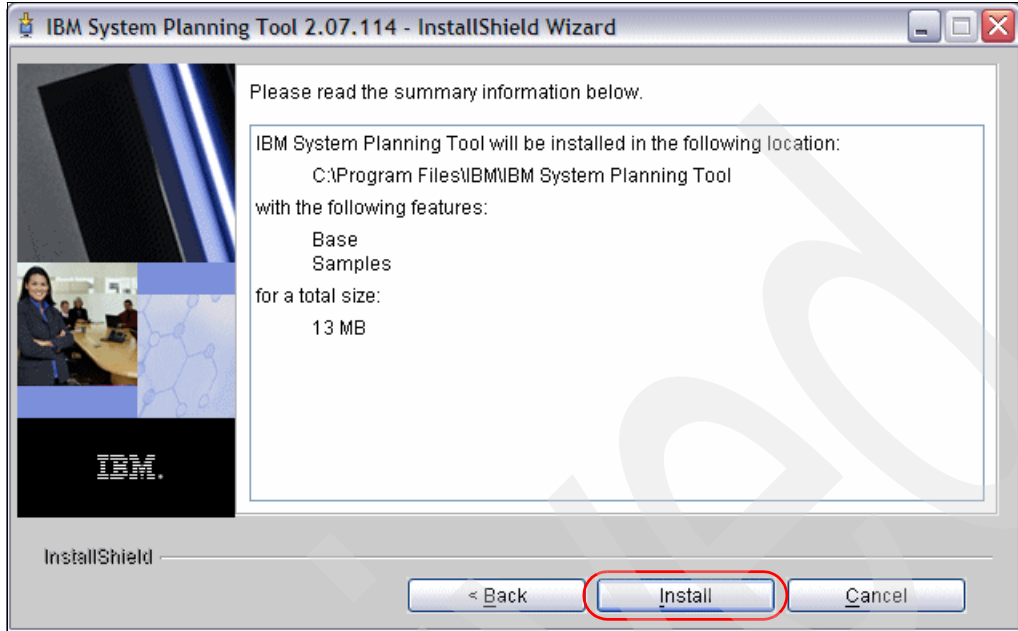 IBM System Planning Tool 2.07.114 - InstallShield Wizard
Please read the summary information below.
IBM System Planning Tool will be installed in the following location:
C:\Program Files\IBM\IBM System Planning Tool
with the following features:
Base
Samples
for a total size:
13 MB
IBM.
InstallShield
< Back
Install
Cancel